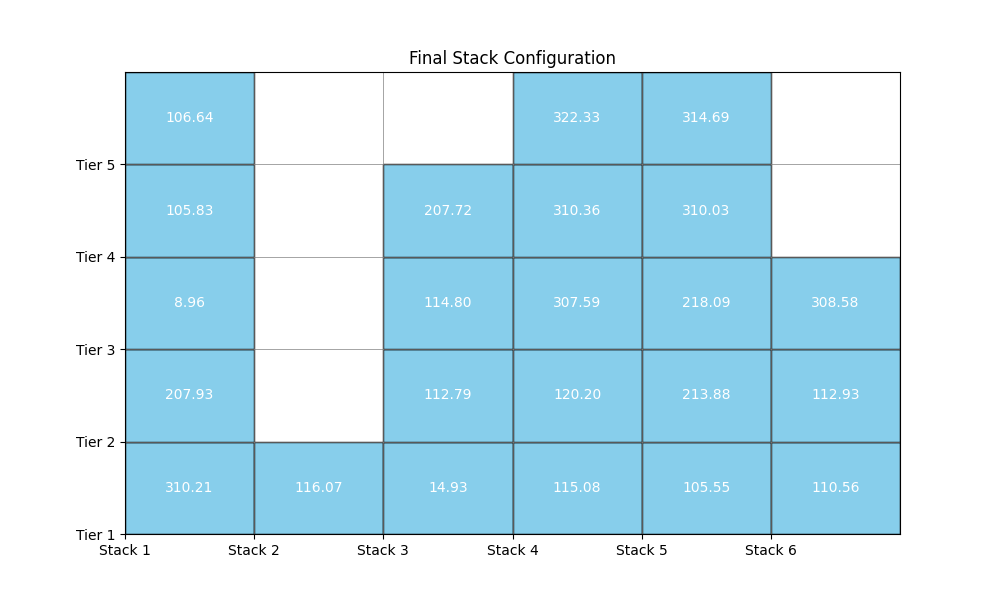 Final Stack Configuration
106.64 322.33 314.69
Tier 5
105.83 207.72 310.36 310.03
Tier 4
8.96 114.80 307.59 218.09 308.58
Tier 3
207.93 112.79 120.20 213.88 112.93
Tier 2
310.21 116.07 14.93 115.08 105.55 110.56
Tier 1
Stack 1 Stack 2 Stack 3 Stack 4 Stack 5 Stack 6